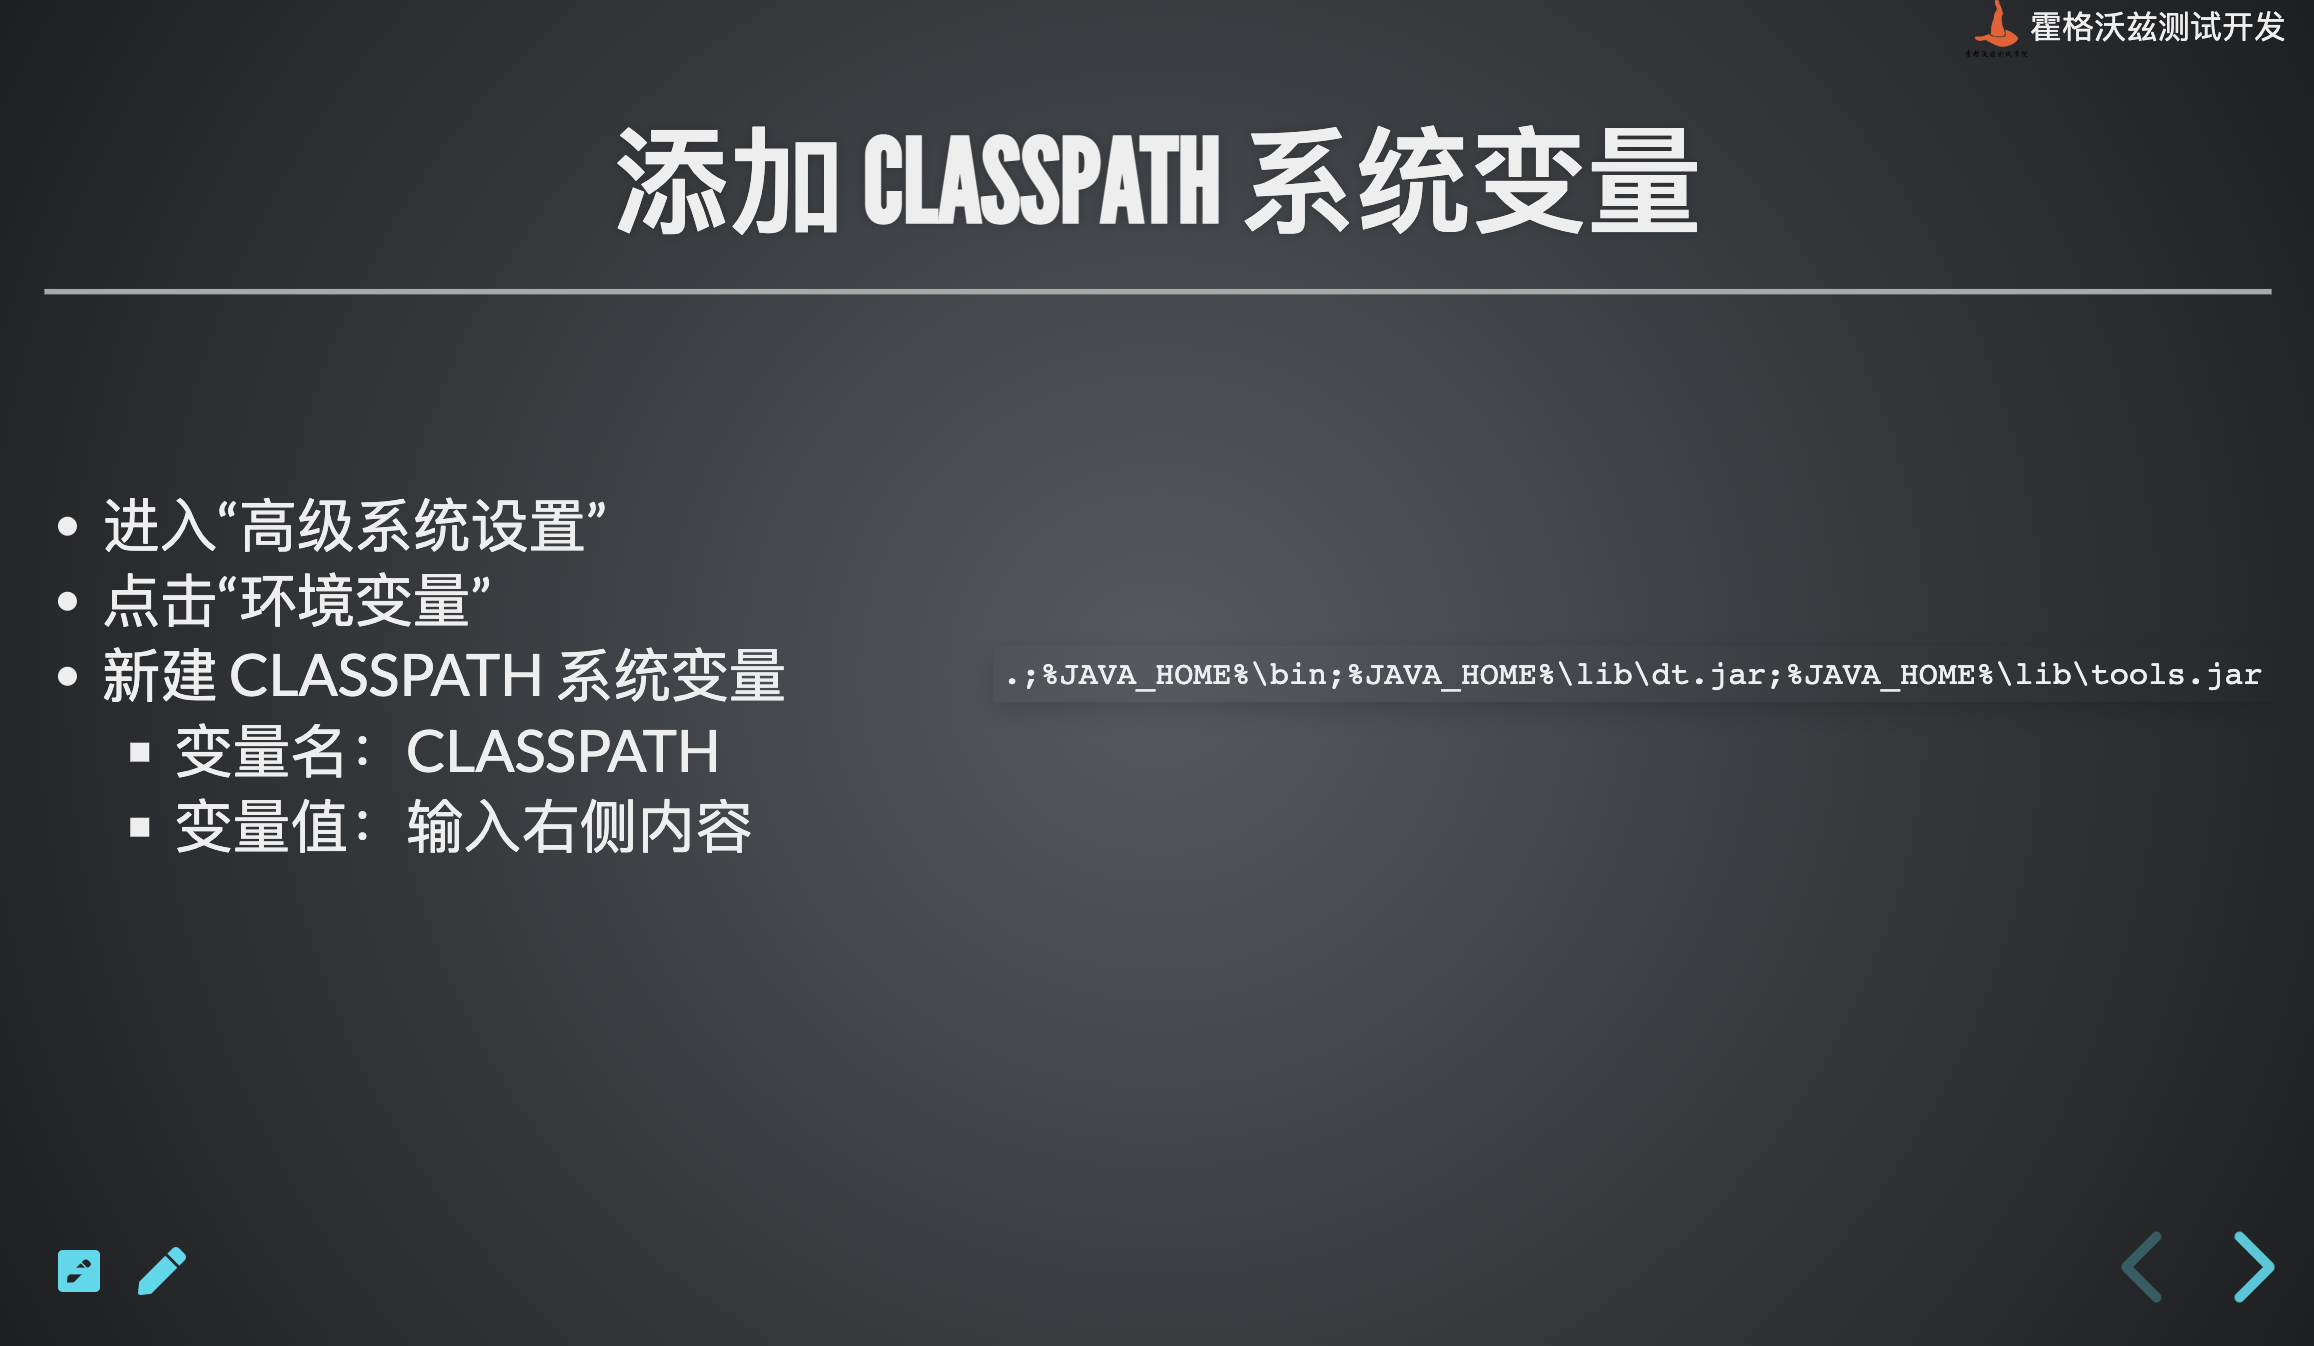 霍格沃兹测试开发
添加 CLASSPATH 系统变量
进入“高级系统设置”
点击“环境变量”
新建 CLASSPATH 系统变量
变量名：CLASSPATH
变量值：输入右侧内容
.;%JAVA_HOME%\bin;%JAVA_HOME%\lib\dt.jar;%JAVA_HOME%\lib\tools.jar